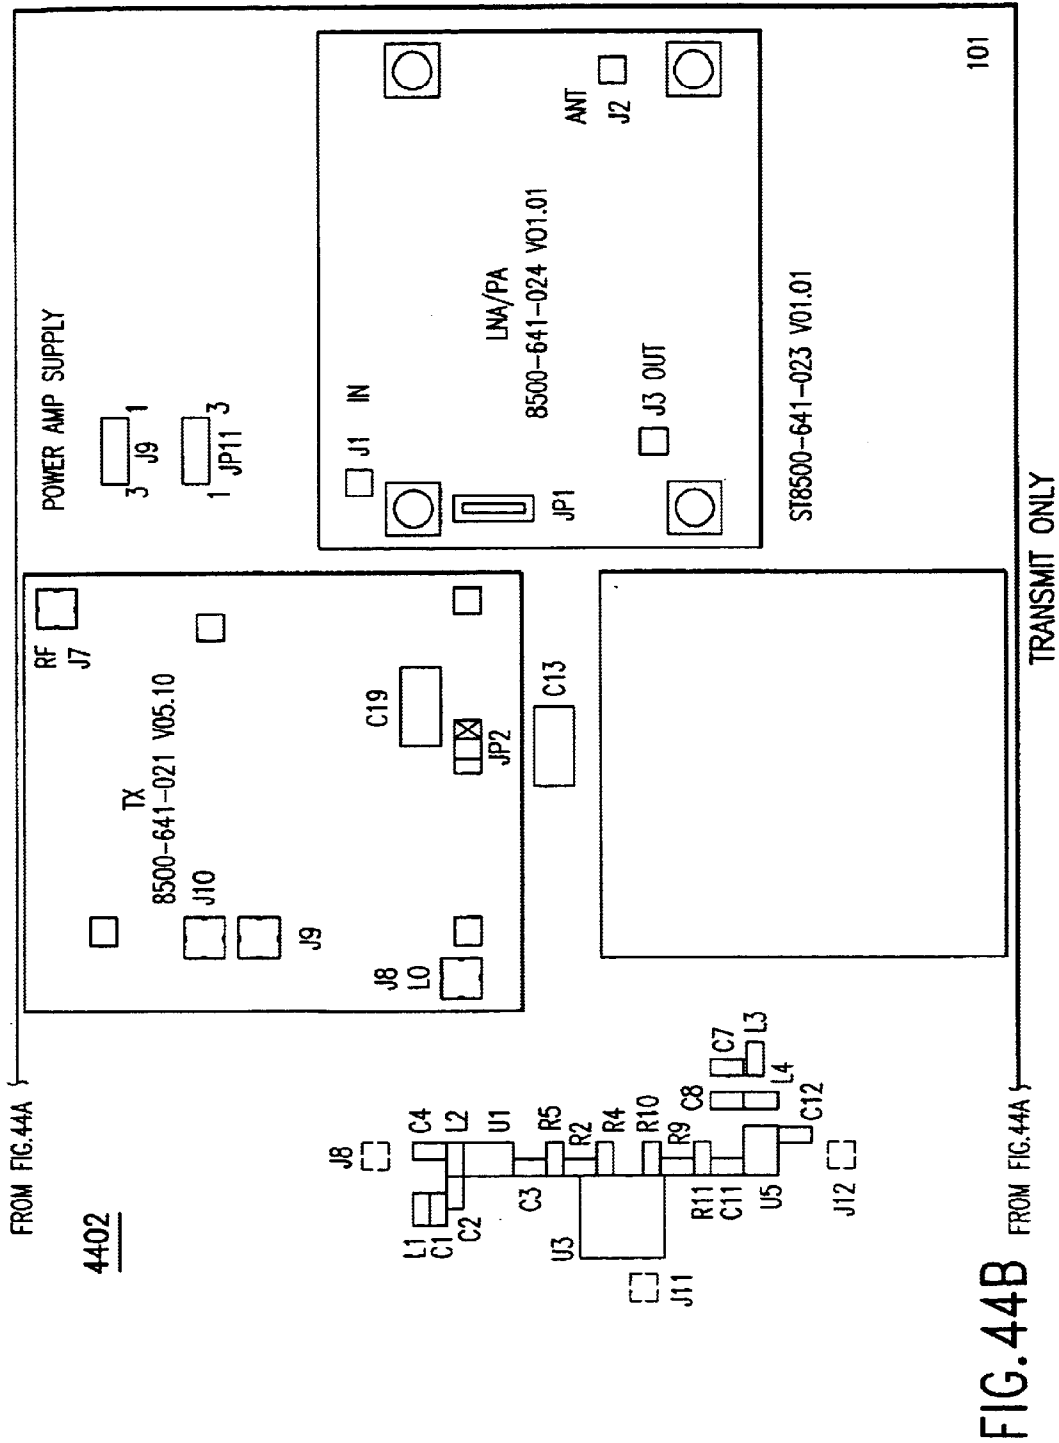 FROM FIG.44A
4402
POWER AMP SUPPLY
3
1
J9
1
3
JP11
RF
J7
TX
8500-641-021 V05.10
J10
J9
J8
LO
C19
JP2
C13
J1
IN
JP1
LNA/PA
8500-641-024 V01.01
ANT
J2
J3 OUT
ST8500-641-023 V01.01
101
J8
L1
C1
C2
C4
L2
U1
C3
R5
R2
R4
U3
R10
R9
R11
C11
U5
J11
J12
C8
C7
L3
L4
C12
FROM FIG.44A
TRANSMIT ONLY
FIG.44B